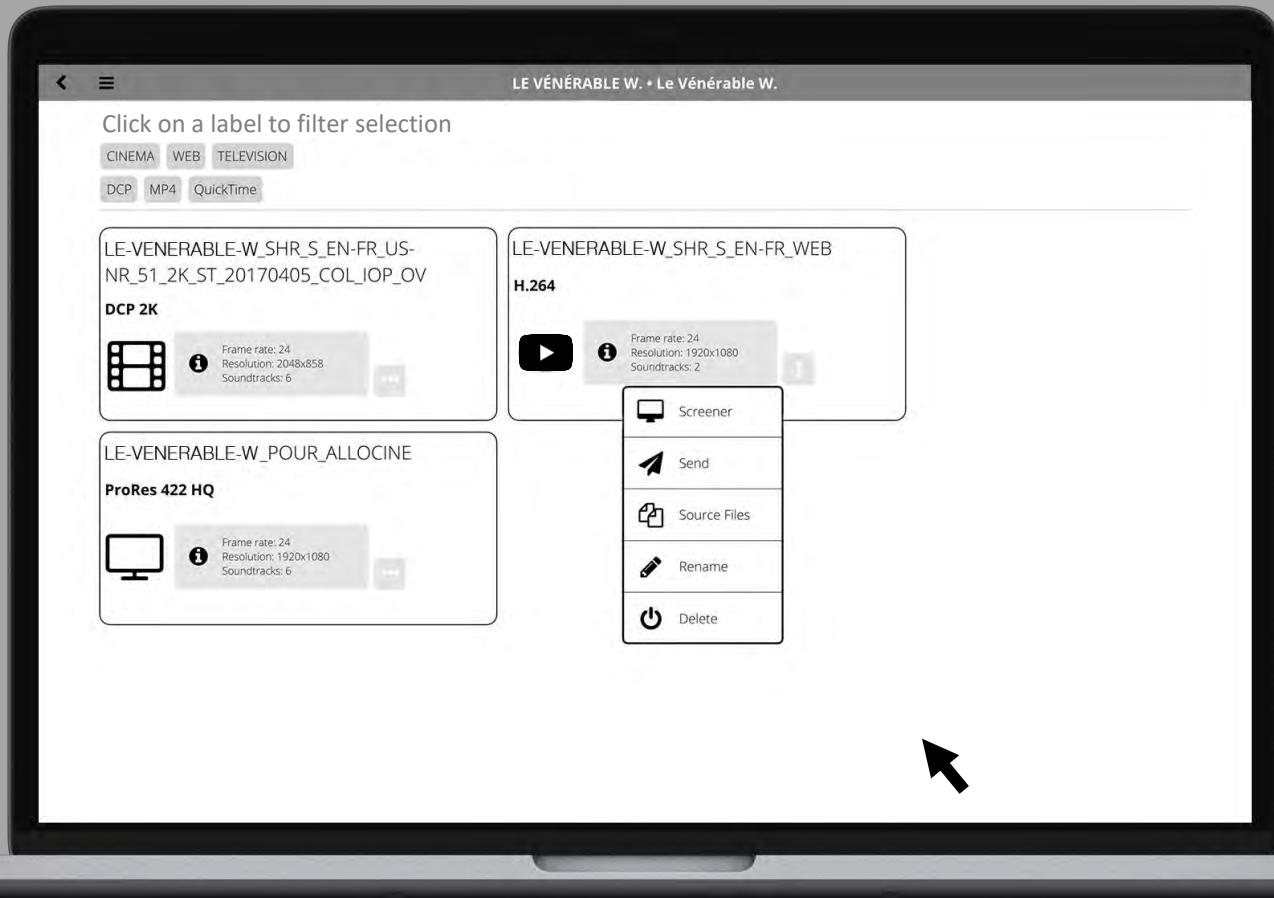 LE VÉNÉRABLE W. • Le Vénérable W.
Click on a label to filter selection
CINEMA WEB TELEVISION
DCP MP4 QuickTime
LE-VENERABLE-W_SHR_S_EN-FR_US-
NR_51_2K_ST_20170405_COL_IOP_OV
DCP 2K
Frame rate: 24
Resolution: 2048x858
Soundtracks: 6
LE-VENERABLE-W_SHR_S_EN-FR_WEB
H.264
Frame rate: 24
Resolution: 1920x1080
Soundtracks: 2
Screener
Send
Source Files
Rename
Delete
LE-VENERABLE-W_POUR_ALLOCINE
ProRes 422 HQ
Frame rate: 24
Resolution: 1920x1080
Soundtracks: 6